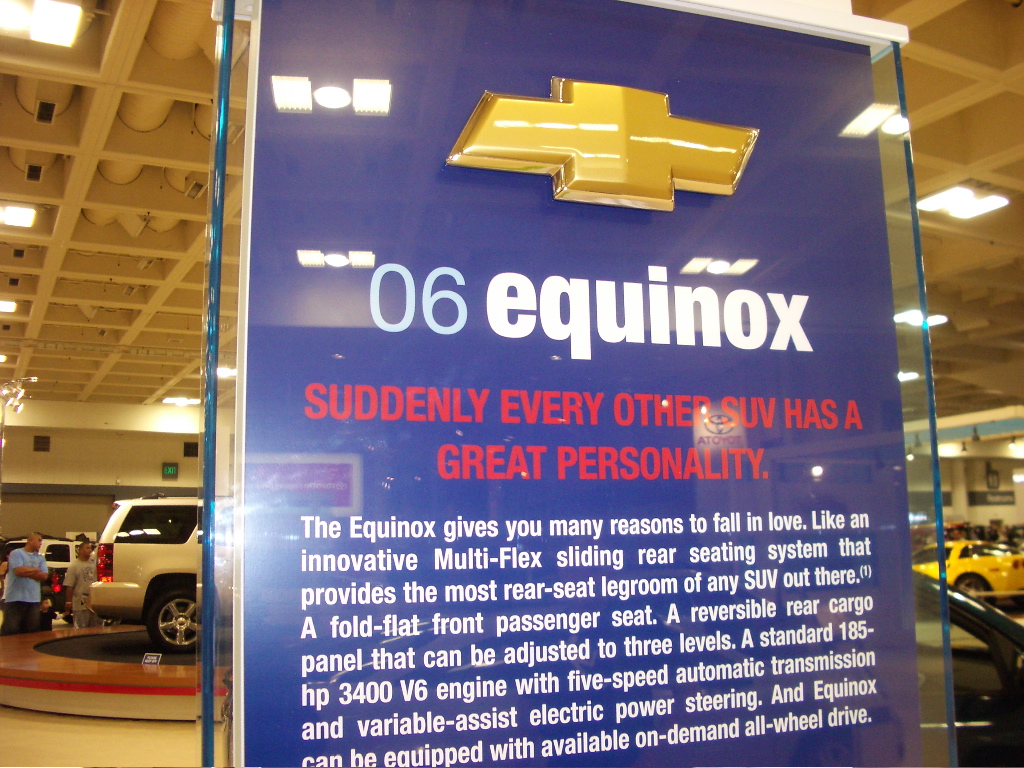 06 equinox
SUDDENLY EVERY OTHER SUV HAS A
GREAT PERSONALITY.
The Equinox gives you many reasons to fall in love. Like an
innovative Multi-Flex sliding rear seating system that
provides the most rear-seat legroom of any SUV out there.(1)
A fold-flat front passenger seat. A reversible rear cargo
panel that can be adjusted to three levels. A standard 185-
hp 3400 V6 engine with five-speed automatic transmission
and variable-assist electric power steering. And Equinox
can be equipped with available on-demand all-wheel drive.
TOYOTA
EXIT